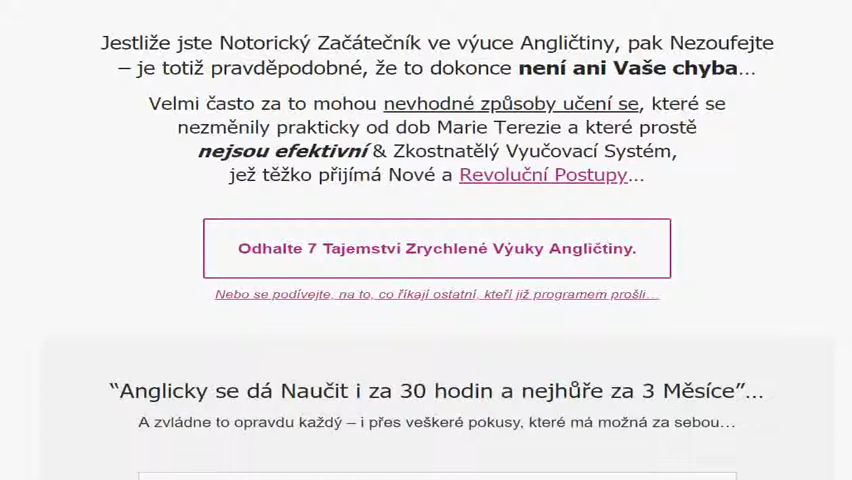 Jestliže jste Notorický Začátečník ve výuce Angličtiny, pak Nezoufejte
– je totiž pravděpodobné, že to dokonce není ani Vaše chyba...
Velmi často za to mohou nevhodné způsoby učení se, které se
nezměnily prakticky od dob Marie Terezie a které prostě
nejsou efektivní & Zkostnatělý Vyučovací Systém,
jež těžko přijímá Nové a Revoluční Postupy...
Odhalte 7 Tajemství Zrychlené Výuky Angličtiny.
Nebo se podívejte, na to, co říkají ostatní, kteří již programem prošli...
“Anglicky se dá Naučit i za 30 hodin a nejhůře za 3 Měsíce”...
A zvládne to opravdu každý – i přes veškeré pokusy, které má možná za sebou...